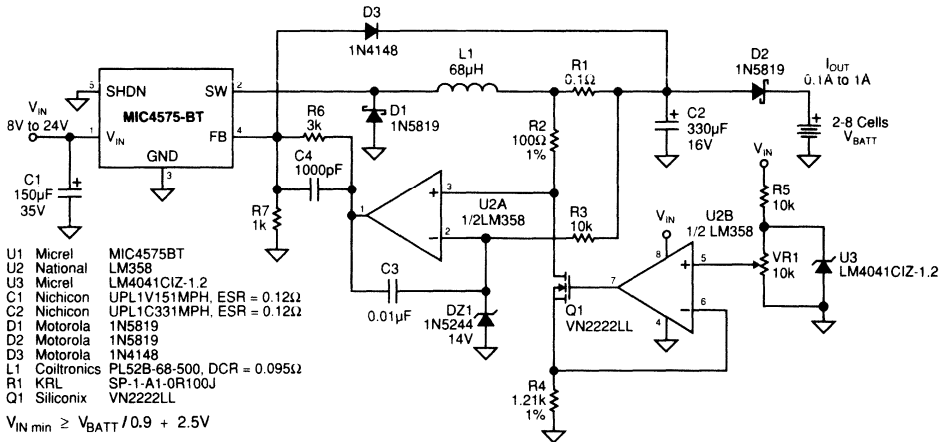 D3
1N4148
L1
68µH
R1
0.1Ω
D2
1N5819
IOUT
0.1A to 1A
5
SHDN
SW
2
MIC4575-BT
VIN
8V to 24V
1
VIN
FB
4
GND
3
C1
150µF
35V
R6
3k
C4
1000pF
R7
1k
D1
1N5819
R2
100Ω
1%
C2
330µF
16V
2-8 Cells
VBATT
1
+
3
−
2
U2A
1/2LM358
R3
10k
C3
0.01µF
DZ1
1N5244
14V
Q1
VN2222LL
VIN
8
7
+
5
−
6
4
U2B
1/2 LM358
VIN
R5
10k
VR1
10k
U3
LM4041CIZ-1.2
R4
1.21k
1%
U1 Micrel MIC4575BT
U2 National LM358
U3 Micrel LM4041CIZ-1.2
C1 Nichicon UPL1V151MPH, ESR = 0.12Ω
C2 Nichicon UPL1C331MPH, ESR = 0.12Ω
D1 Motorola 1N5819
D2 Motorola 1N5819
D3 Motorola 1N4148
L1 Coiltronics PL52B-68-500, DCR = 0.095Ω
R1 KRL SP-1-A1-0R100J
Q1 Siliconix VN2222LL
VIN min ≥ VBATT / 0.9 + 2.5V